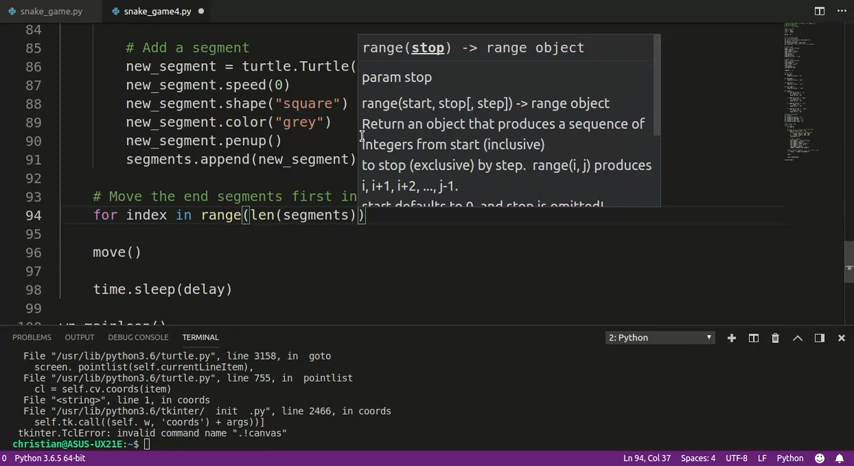 snake_game.py snake_game4.py
84
85 # Add a segment
86 new_segment = turtle.Turtle(
87 new_segment.speed(0)
88 new_segment.shape("square")
89 new_segment.color("grey")
90 new_segment.penup()
91 segments.append(new_segment)
92
93 # Move the end segments first in
94 for index in range(len(segments))
95
96 move()
97
98 time.sleep(delay)
99
range(stop) -> range object
param stop
range(start, stop[, step]) -> range object
Return an object that produces a sequence of
integers from start (inclusive)
to stop (exclusive) by step. range(i, j) produces
i, i+1, i+2, ..., j-1.
start defaults to 0, and stop is omitted!
PROBLEMS OUTPUT DEBUG CONSOLE TERMINAL 2: Python
File "/usr/lib/python3.6/turtle.py", line 3158, in goto
screen. pointlist(self.currentLineItem),
File "/usr/lib/python3.6/turtle.py", line 755, in pointlist
cl = self.cv.coords(item)
File "<string>", line 1, in coords
File "/usr/lib/python3.6/tkinter/ init .py", line 2466, in coords
self.tk.call((self. w, 'coords') + args))]
tkinter.TclError: invalid command name ".!canvas"
christian@ASUS-UX21E:~$
0 Python 3.6.5 64-bit Ln 94, Col 37 Spaces: 4 UTF-8 LF Python